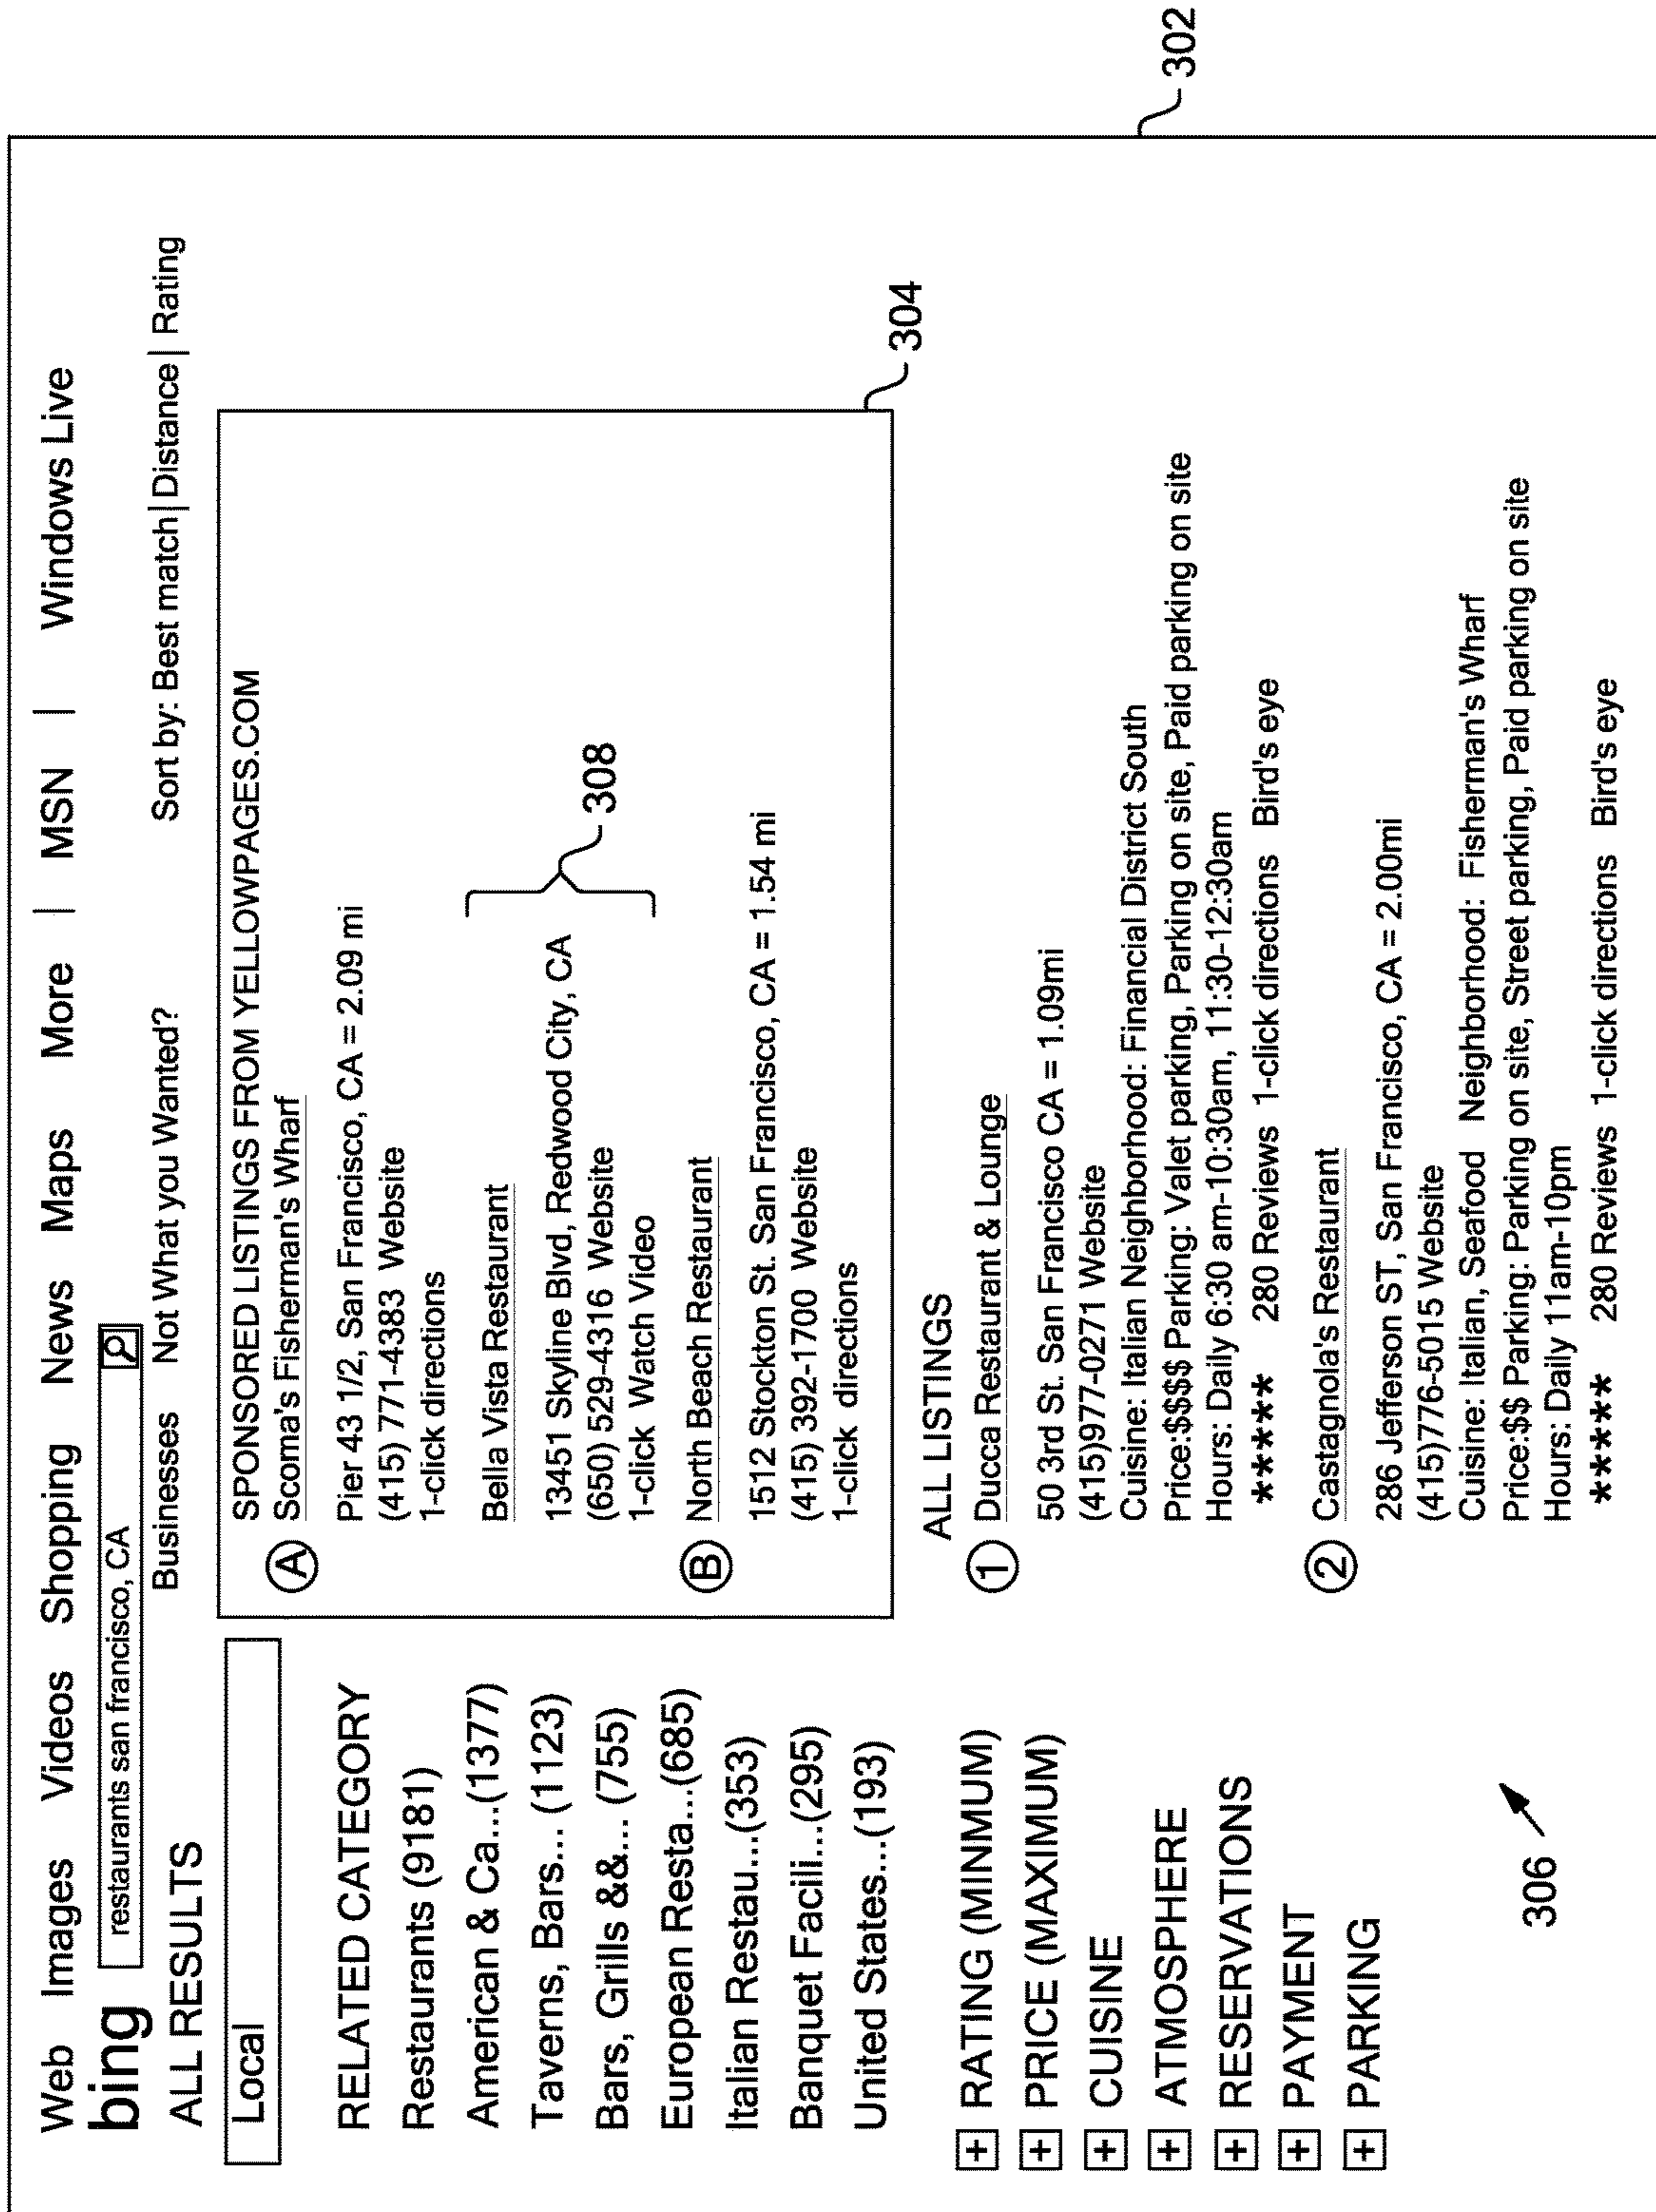 Web Images Videos Shopping News Maps More | MSN | Windows Live
bing restaurants san francisco, CA
ALL RESULTS Businesses Not What you Wanted? Sort by: Best match| Distance| Rating
Local
RELATED CATEGORY
Restaurants (9181)
American & Ca...(1377)
Taverns, Bars... (1123)
Bars, Grills &&... (755)
European Resta...(685)
Italian Restau...(353)
Banquet Facili...(295)
United States...(193)
+ RATING (MINMUM)
+ PRICE (MAXIMUM)
+ CUISINE
+ ATMOSPHERE
+ RESERVATIONS
+ PAYMENT
+ PARKING
306
SPONSORED LISTINGS FROM YELLOWPAGES.COM
A Scoma's Fisherman's Wharf
Pier 43 1/2, San Francisco, CA = 2.09 mi
(415) 771-4383 Website
1-click directions
Bella Vista Restaurant
13451 Skyline Blvd, Redwood City, CA
(650) 529-4316 Website
1-click Watch Video
308
B North Beach Restaurant
1512 Stockton St. San Francisco, CA = 1.54 mi
(415) 392-1700 Website
1-click directions
304
ALL LISTINGS
1 Ducca Restaurant & Lounge
50 3rd St. San Francisco CA = 1.09mi
(415)977-0271 Website
Cuisine: Italian Neighborhood: Financial District South
Price:$$$$ Parking: Valet parking, Parking on site, Paid parking on site
Hours: Daily 6:30 am-10:30am, 11:30-12:30am
***** 280 Reviews 1-click directions Bird's eye
2 Castagnola's Restaurant
286 Jefferson ST, San Francisco, CA = 2.00mi
(415)776-5015 Website
Cuisine: Italian, Seafood Neighborhood: Fisherman's Wharf
Price:$$ Parking: Parking on site, Street parking, Paid parking on site
Hours: Daily 11am-10pm
***** 280 Reviews 1-click directions Bird's eye
302